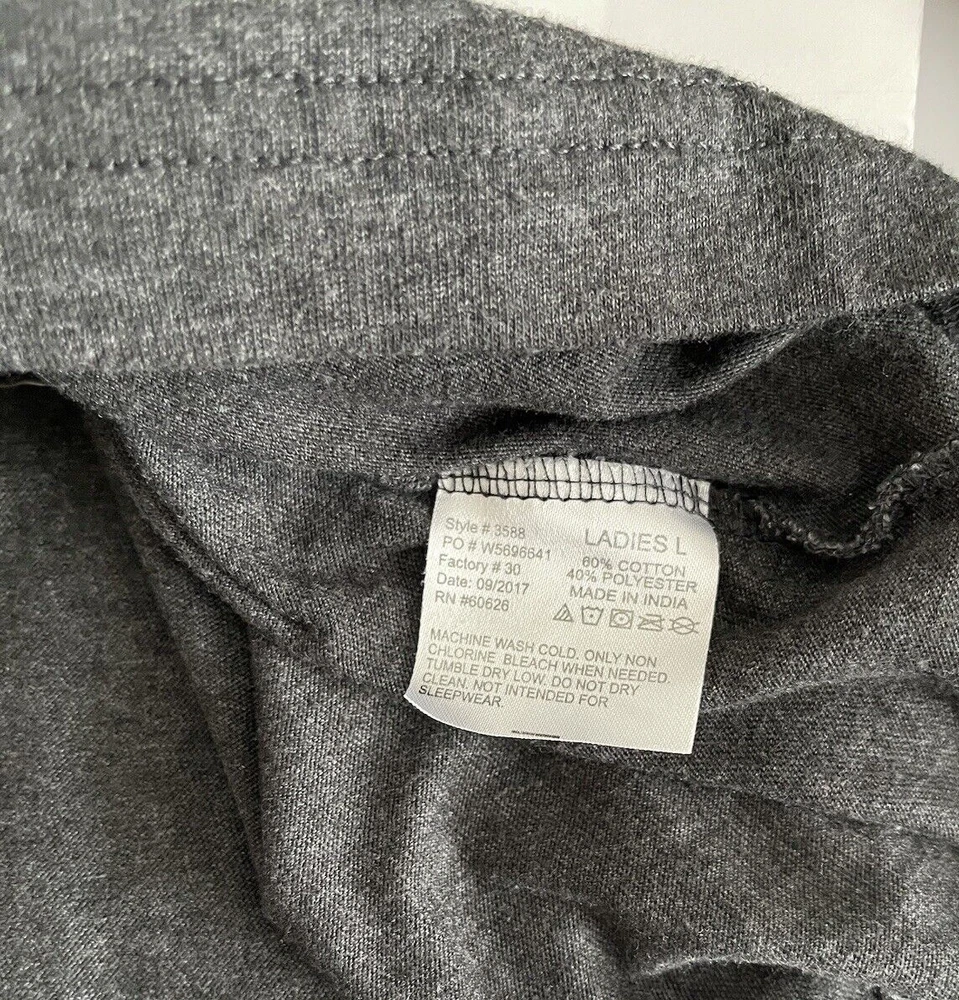 Style # 3588
PO # W5696641
Factory # 30
Date: 09/2017
RN #60626
LADIES L
60% COTTON
40% POLYESTER
MADE IN INDIA
MACHINE WASH COLD. ONLY NON
CHLORINE BLEACH WHEN NEEDED.
TUMBLE DRY LOW. DO NOT DRY
CLEAN. NOT INTENDED FOR
SLEEPWEAR.